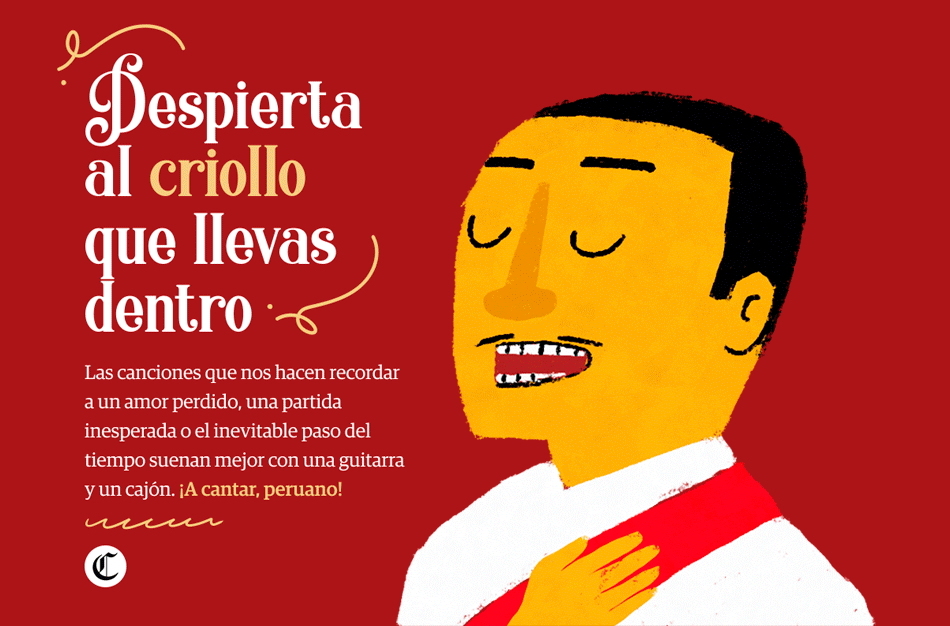 Despierta
al criollo
que llevas
dentro
Las canciones que nos hacen recordar
a un amor perdido, una partida
inesperada o el inevitable paso del
tiempo suenan mejor con una guitarra
y un cajón. ¡A cantar, peruano!
C